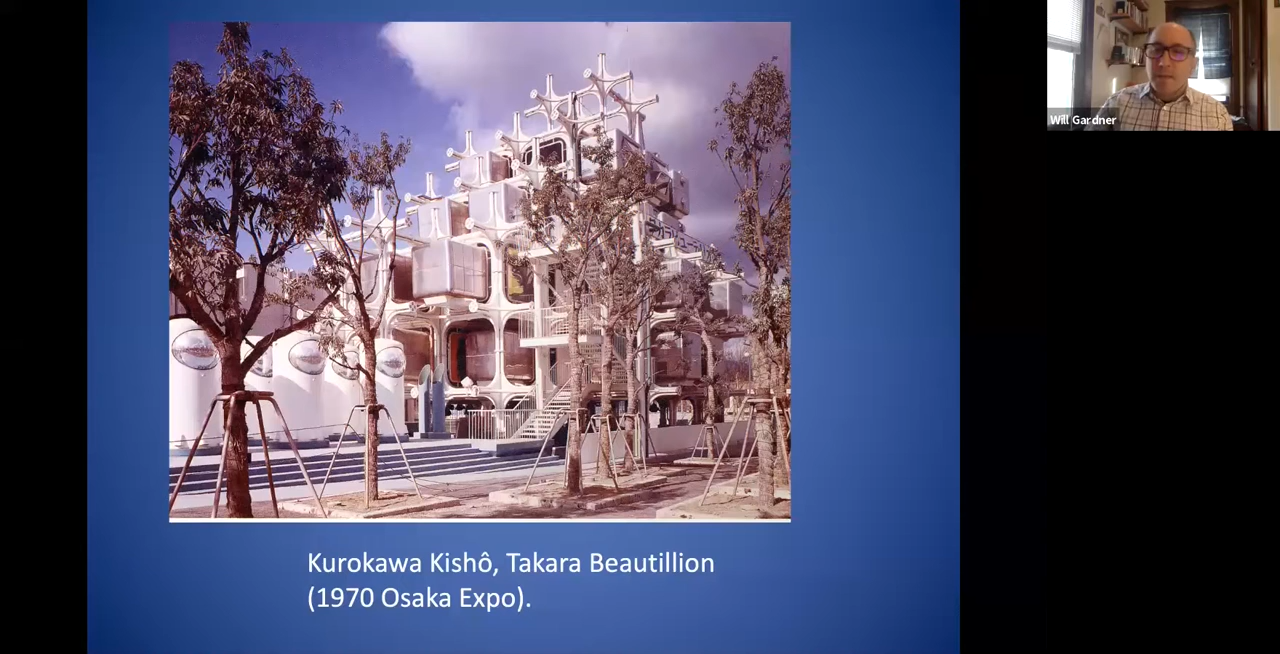 Will Gardner
Kurokawa Kishô, Takara Beautillion
(1970 Osaka Expo).